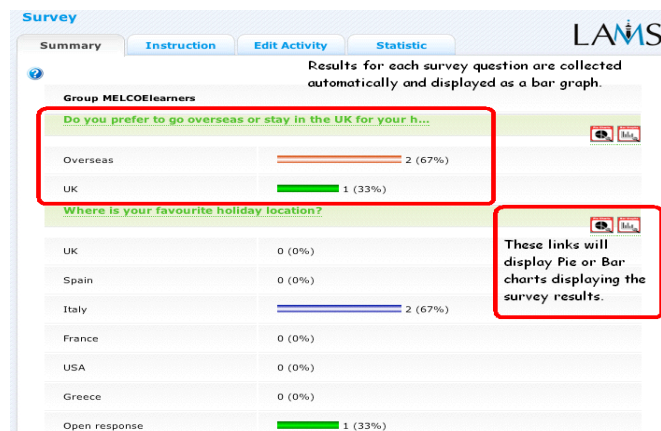 Survey
LAMS
Summary Instruction Edit Activity Statistic
Results for each survey question are collected
automatically and displayed as a bar graph.
Group MELCOElearners
Do you prefer to go overseas or stay in the UK for your h...
Overseas 2 (67%)
UK 1 (33%)
Where is your favourite holiday location?
These links will
display Pie or Bar
charts displaying the
survey results.
UK 0 (0%)
Spain 0 (0%)
Italy 2 (67%)
France 0 (0%)
USA 0 (0%)
Greece 0 (0%)
Open response 1 (33%)